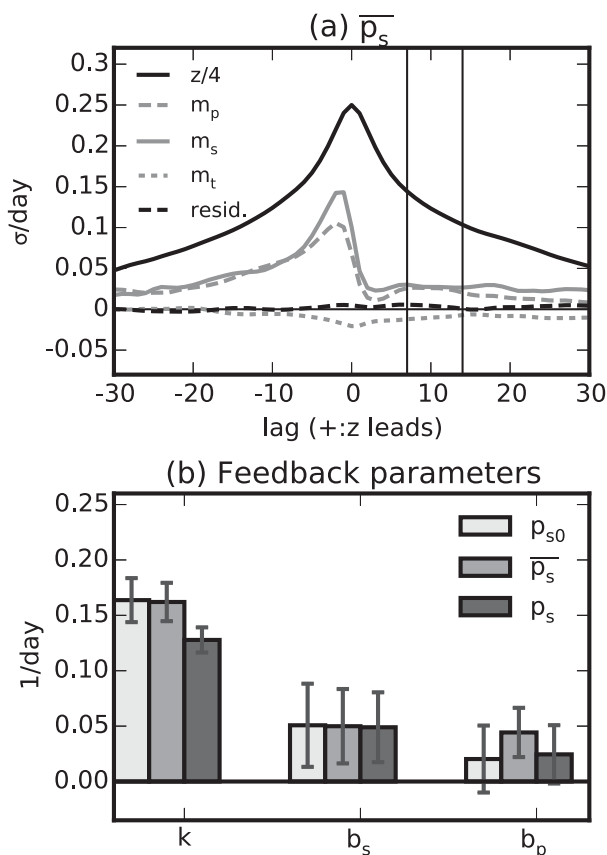 (a) p̅s̅
0.3
0.25
0.2
0.15
0.1
0.05
0
-0.05
σ/day
z/4
mₚ
mₛ
mₜ
resid.
-30 -20 -10 0 10 20 30
lag (+:z leads)
(b) Feedback parameters
0.25
0.20
0.15
0.10
0.05
0.00
1/day
pₛ₀
p̅ₛ̅
pₛ
k bₛ bₚ